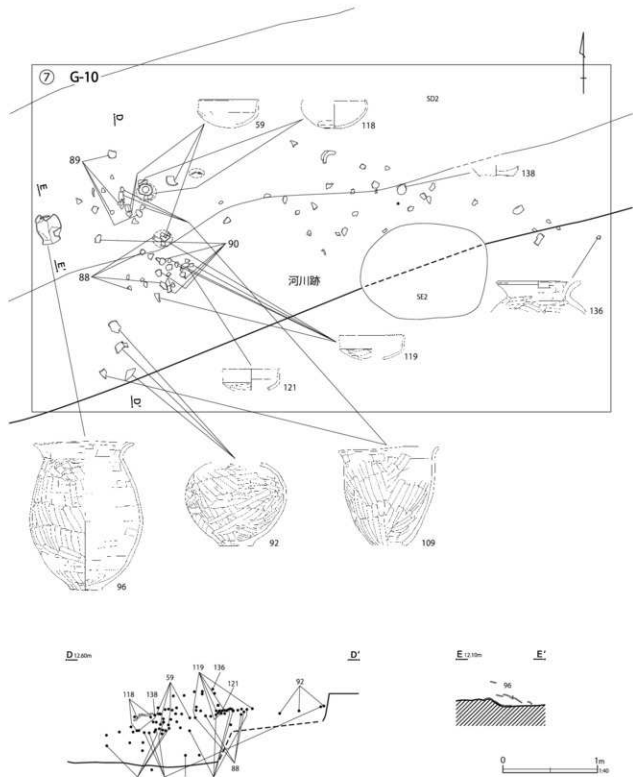 ⑦ G-10
SD2
D
59
118
89
138
E
90
E'
88
河川跡
SE2
136
119
121
D'
96
92
109
D 12.60m
D'
E 12.10m
E'
119 136
59
121
92
118 138
96
88
0 1m
1:40